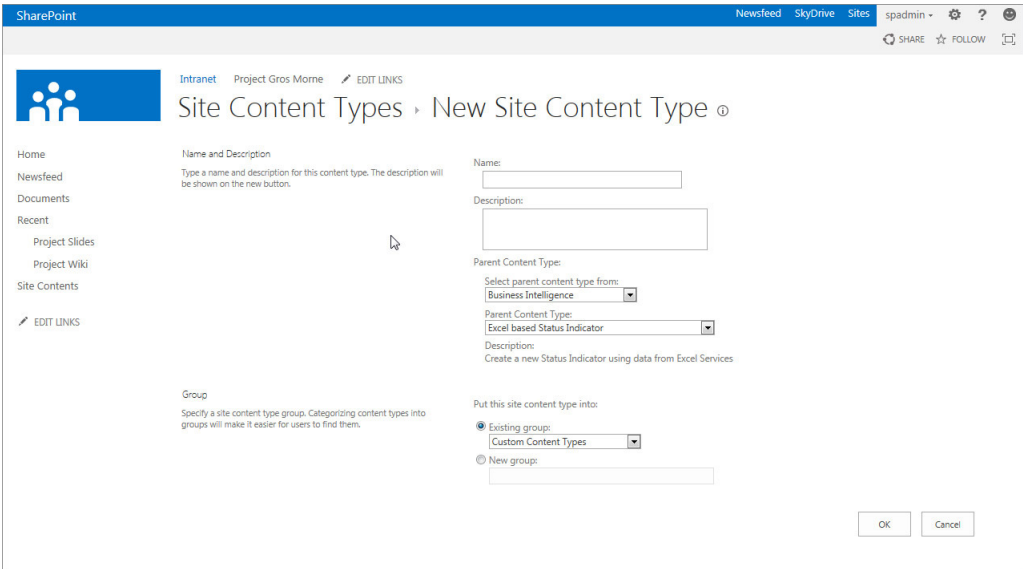 SharePoint
Newsfeed SkyDrive Sites spadmin ?
SHARE FOLLOW
Intranet Project Gros Morne EDIT LINKS
Site Content Types New Site Content Type
Home
Newsfeed
Documents
Recent
Project Slides
Project Wiki
Site Contents
EDIT LINKS
Name and Description
Type a name and description for this content type. The description will
be shown on the new button.
Name:
Description:
Parent Content Type:
Select parent content type from:
Business Intelligence
Parent Content Type:
Excel based Status Indicator
Description:
Create a new Status Indicator using data from Excel Services
Group
Specify a site content type group. Categorizing content types into
groups will make it easier for users to find them.
Put this site content type into:
Existing group:
Custom Content Types
New group:
OK Cancel